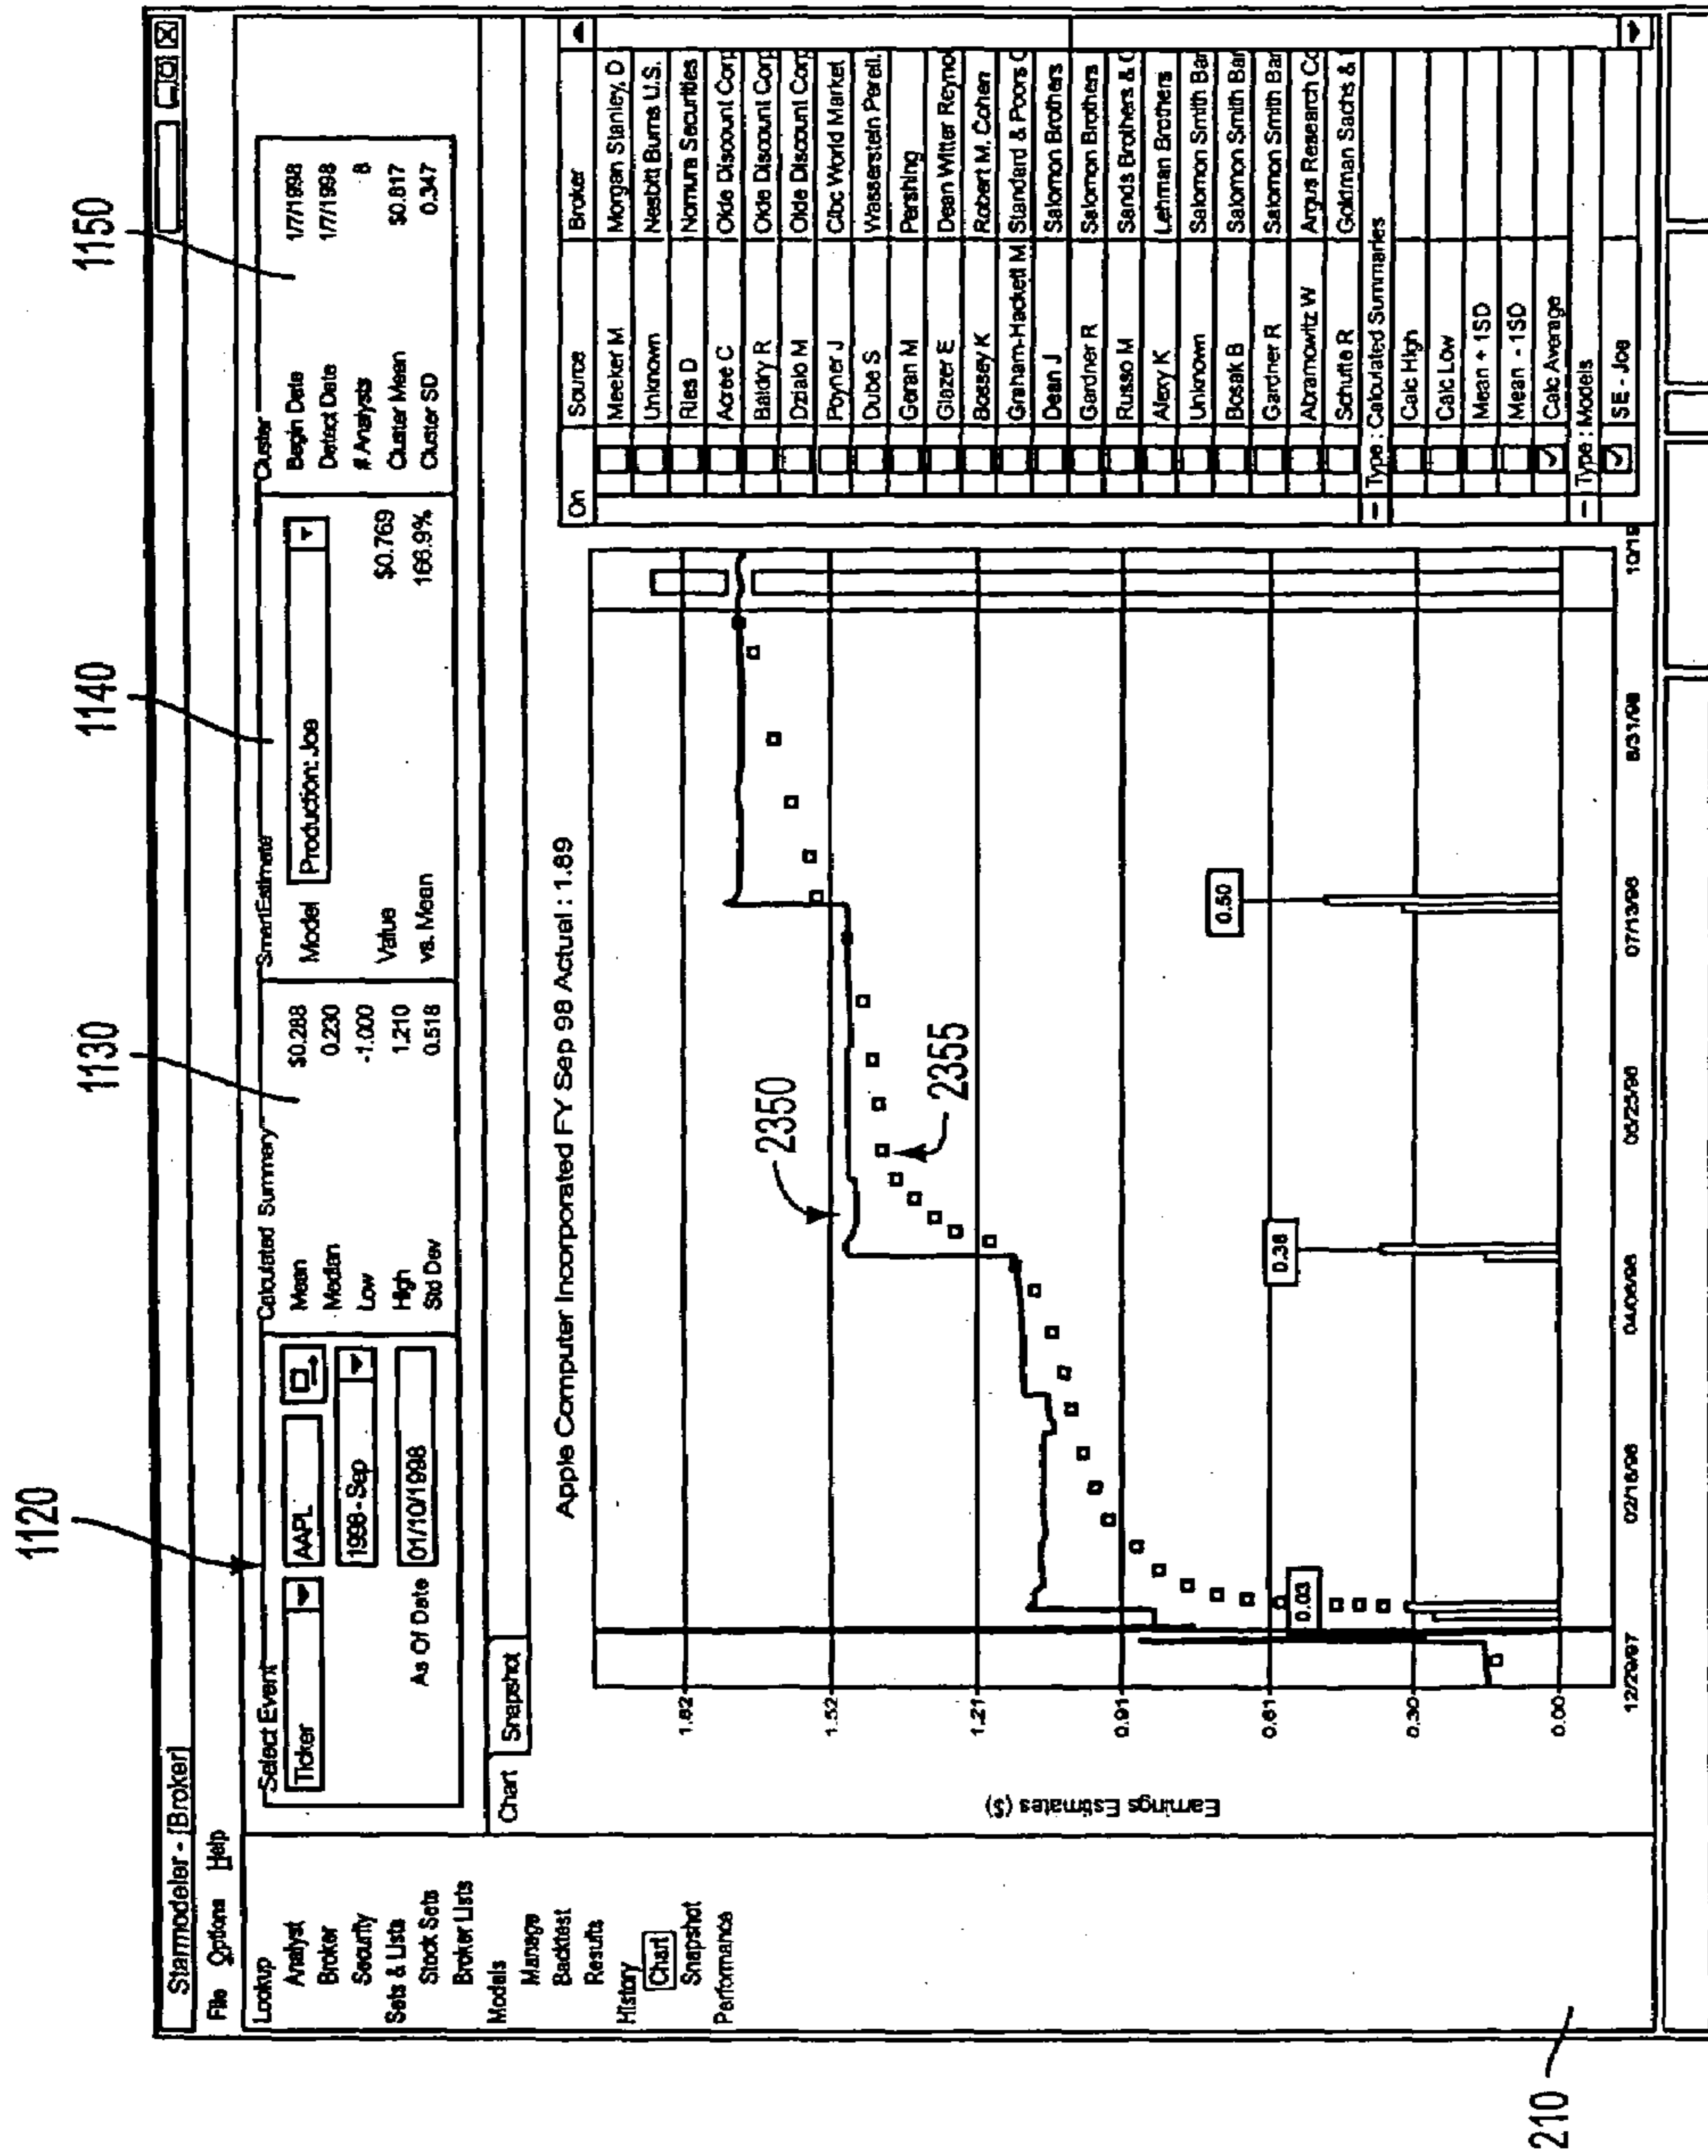 1120
1130
1140
1150
Starmodeler - [Broker]
File Options Help
Lookup
Analyst
Broker
Security
Sets & Lists
Stock Sets
Broker Lists
Models
Manage
Backtest
Results
History
Chart
Snapshot
Performance
Select Event
Ticker AAPL
1998 - Sep
As Of Date 01/10/1998
Calculated Summary
Mean $0.288
Median 0.230
Low -1.000
High 1.210
Std Dev 0.518
SmartEstimate
Model Production: Joe
Value $0.769
vs. Mean 166.9%
Cluster
Begin Date 1/7/1998
Detect Date 1/7/1998
# Analysts 8
Cluster Mean $0.817
Cluster SD 0.347
Chart Snapshot
Apple Computer Incorporated FY Sep 98 Actual : 1.89
Earnings Estimates ($)
1.82
1.52
1.21
0.91
0.61
0.30
0.00
2350
2355
0.03
0.38
0.50
12/29/97 02/16/98 04/06/98 05/25/98 07/13/98 8/31/98 10/19
On Source Broker
Meeker M Morgan Stanley, D
Unknown Nesbitt Burns U.S.
Ries D Nomura Securities
Acree C Olde Discount Corp
Baldry R Olde Discount Corp
Dzialo M Olde Discount Corp
Poyner J Cibc World Market
Dube S Wasserstein Perell.
Geran M Pershing
Glazer E Dean Witter Reynol
Bossey K Robert M. Cohen
Graham-Hackett M Standard & Poors C
Dean J Salomon Brothers
Gardner R Salomon Brothers
Russo M Sands Brothers & C
Alexy K Lehman Brothers
Unknown Salomon Smith Bar
Bosak B Salomon Smith Bar
Gardner R Salomon Smith Bar
Abramowitz W Argus Research Co
Schutte R Goldman Sachs &
- Type : Calculated Summaries
Calc High
Calc Low
Mean + 1SD
Mean - 1SD
Calc Average
- Type : Models
SE - Joe
210